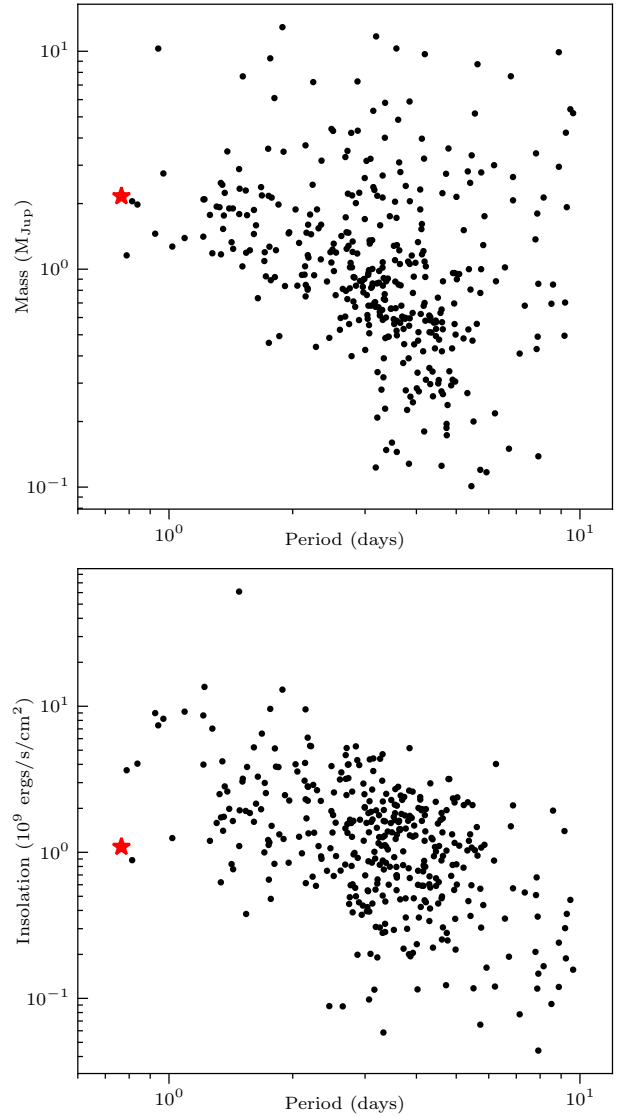 10¹
10⁰
10⁻¹
Mass (M_Jup)
10⁰
10¹
Period (days)
10¹
10⁰
10⁻¹
Insolation (10⁹ ergs/s/cm²)
10⁰
10¹
Period (days)